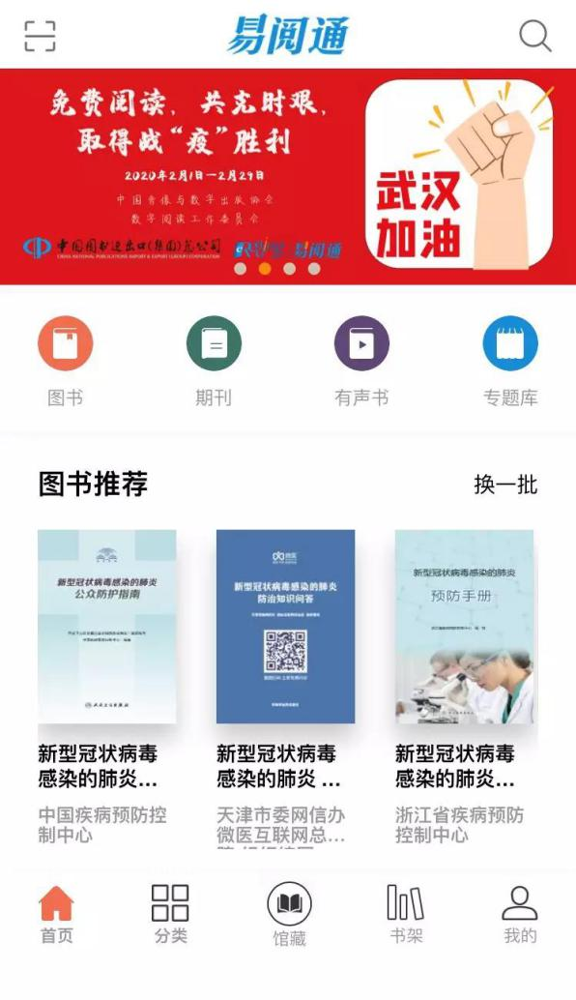 易阅通
免费阅读，共克时艰，
取得战“疫”胜利
2020年2月1日—2月29日
中国音像与数字出版协会
数字阅读工作委员会
中国图书进出口(集团)总公司
CHINA NATIONAL PUBLICATIONS IMPORT & EXPORT (GROUP) CORPORATION
易阅通
武汉
加油
图书
期刊
有声书
专题库
图书推荐
换一批
新型冠状病毒感染的肺炎
公众防护指南
人民卫生出版社
新型冠状病毒感染的肺炎
防治知识问答
新型冠状病毒感染的肺炎
预防手册
新型冠状病毒
感染的肺炎...
新型冠状病毒
感染的肺炎 ...
新型冠状病毒
感染的肺炎...
中国疾病预防控
制中心
天津市委网信办
微医互联网总...
浙江省疾病预防
控制中心
首页
分类
馆藏
书架
我的